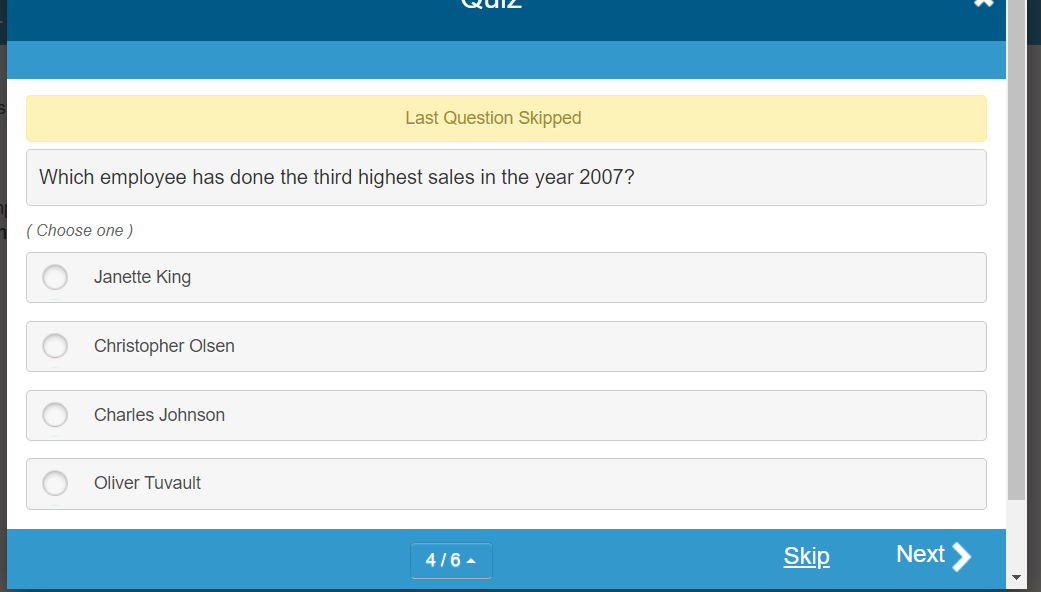 Quiz
Last Question Skipped
Which employee has done the third highest sales in the year 2007?
( Choose one )
Janette King
Christopher Olsen
Charles Johnson
Oliver Tuvault
4 / 6
Skip
Next